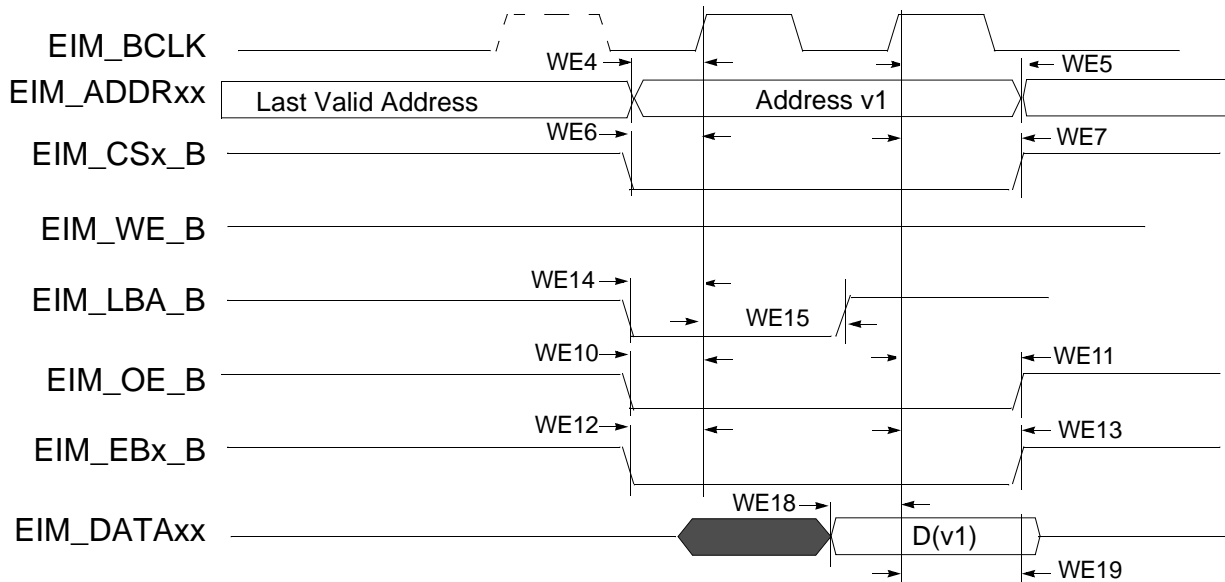 EIM_BCLK
WE4
WE5
EIM_ADDRxx
Last Valid Address
Address v1
WE6
WE7
EIM_CSx_B
EIM_WE_B
WE14
EIM_LBA_B
WE15
WE10
WE11
EIM_OE_B
WE12
WE13
EIM_EBx_B
WE18
EIM_DATAxx
D(v1)
WE19